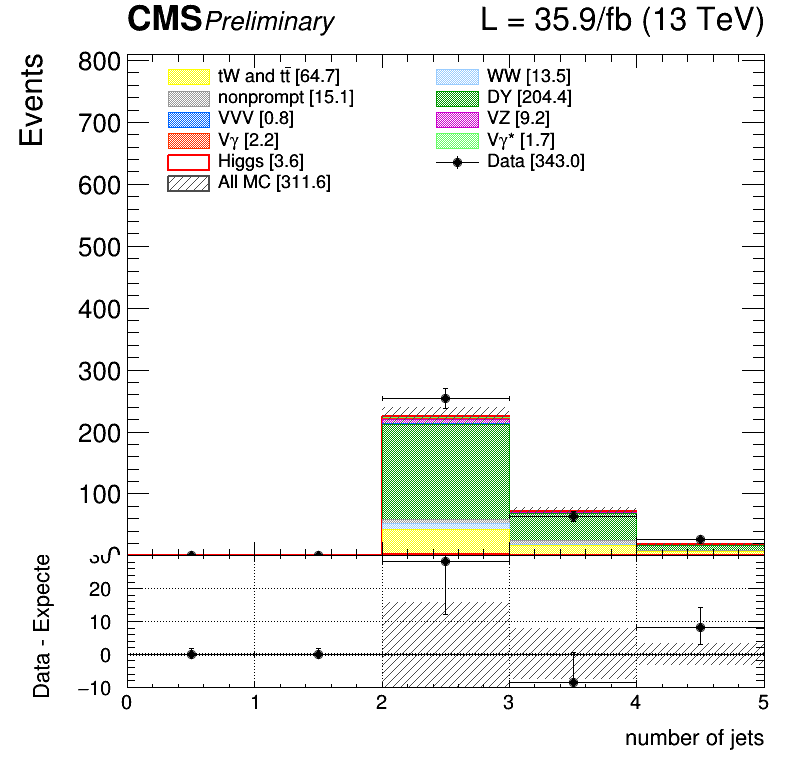 CMS Preliminary L = 35.9/fb (13 TeV)
Events
800
700
600
500
400
300
200
100
tW and tt̄ [64.7]
nonprompt [15.1]
VVV [0.8]
Vγ [2.2]
Higgs [3.6]
All MC [311.6]
WW [13.5]
DY [204.4]
VZ [9.2]
Vγ* [1.7]
Data [343.0]
Data - Expecte
20
10
0
−10
0 1 2 3 4 5
number of jets